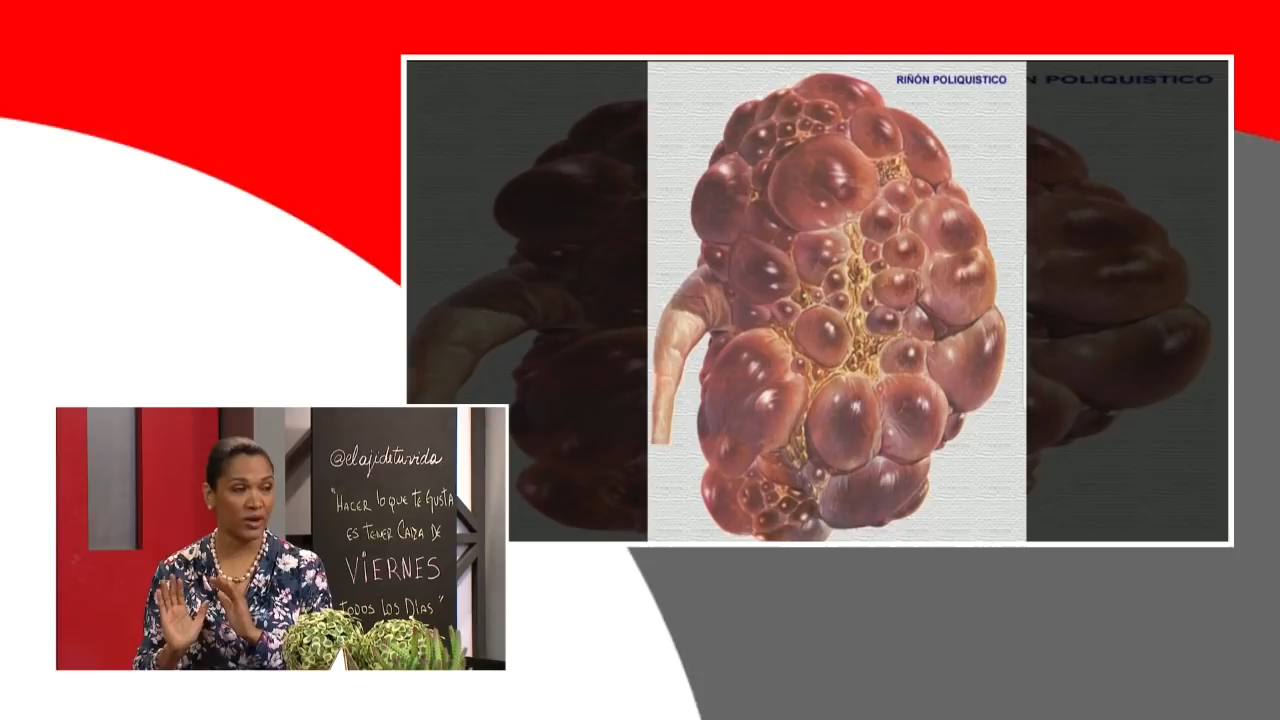 RIÑÓN POLIQUISTICO
N POLIQUISTICO
@elajidetuvida
"HACER lo que TE GUSTA
ES TENER CARA DE
VIERNES
TODOS LOS DÍAS"